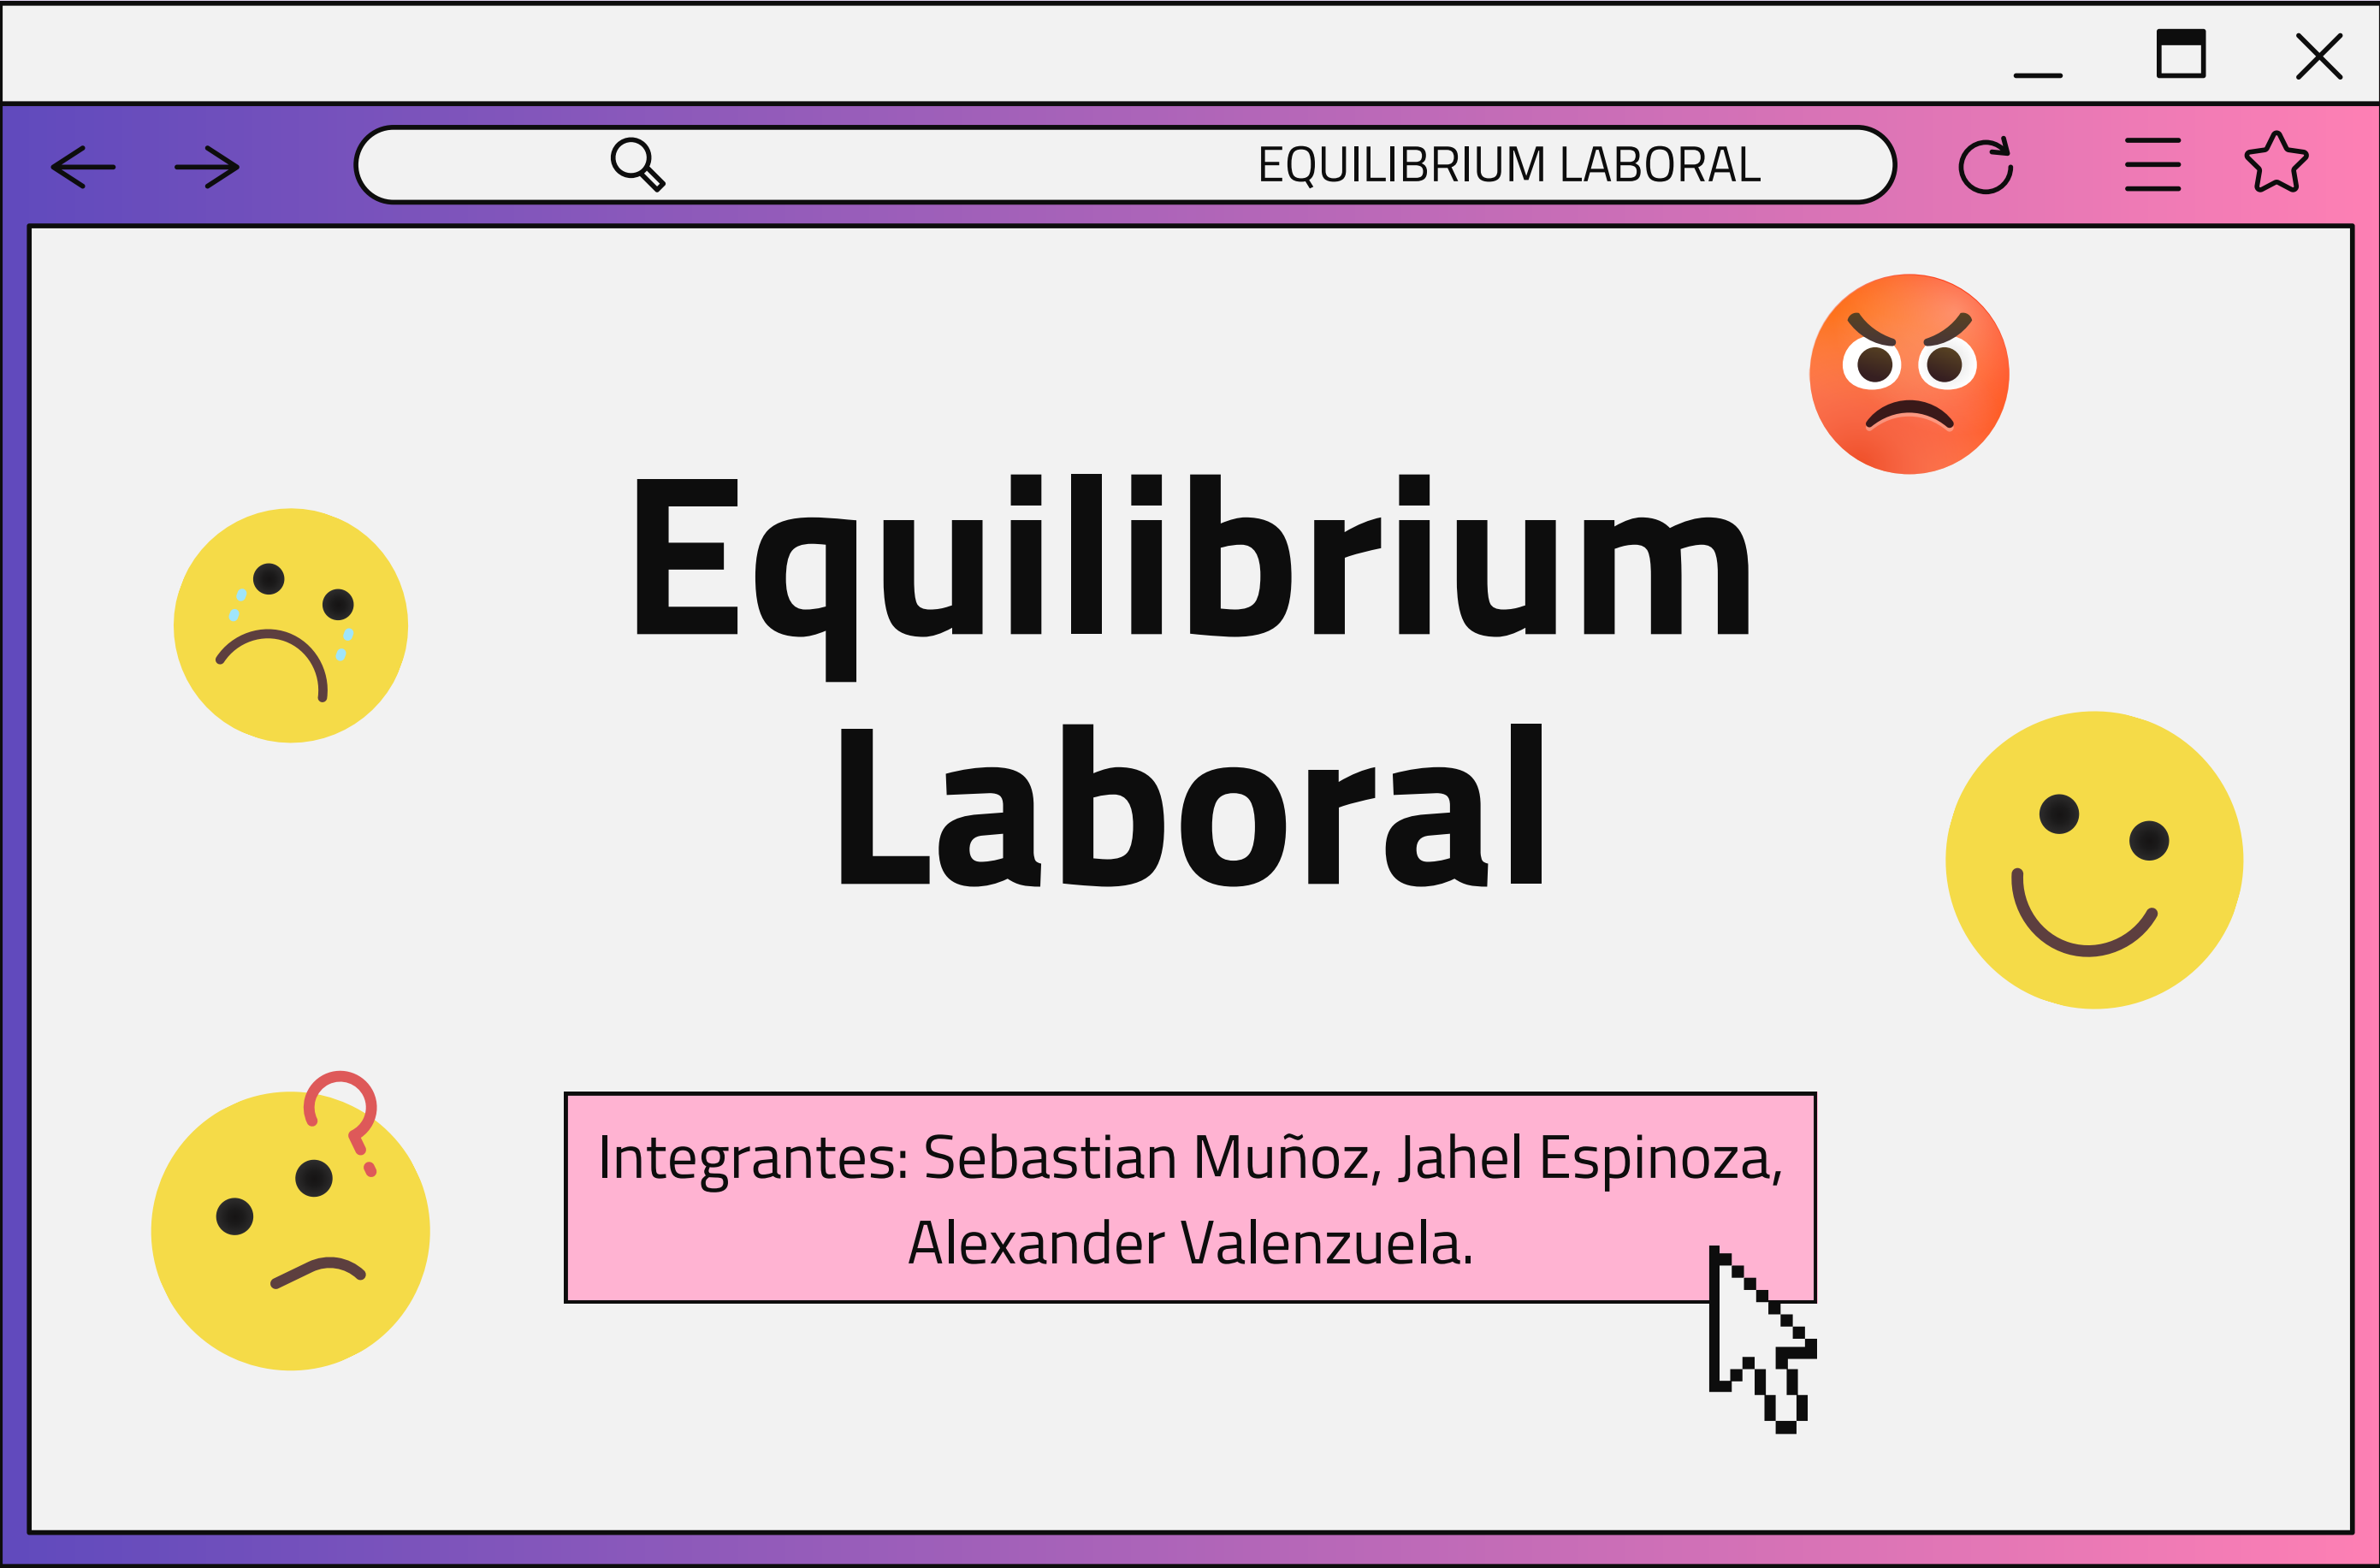 EQUILIBRIUM LABORAL
Equilibrium
Laboral
Integrantes: Sebastian Muñoz, Jahel Espinoza,
Alexander Valenzuela.